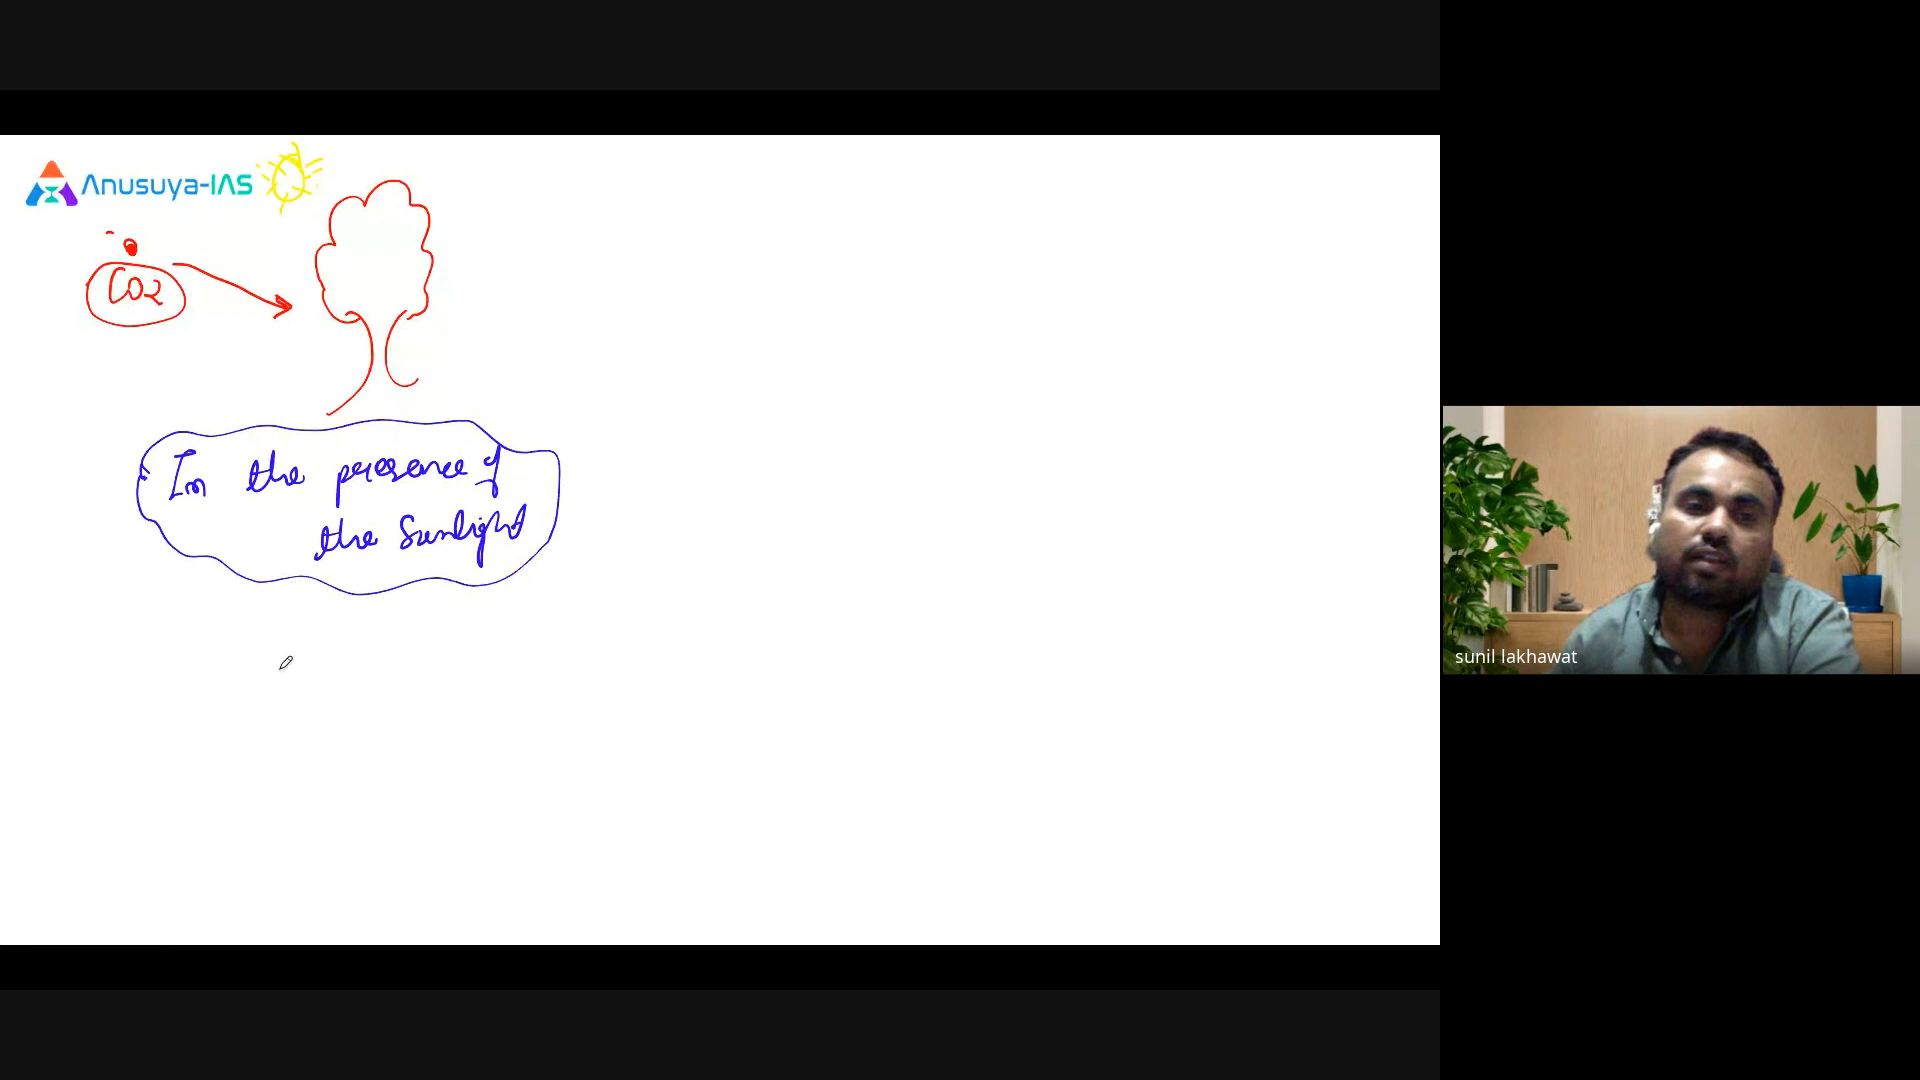 Anusuya-IAS
CO2
In the presence of
the Sunlight
sunil lakhawat